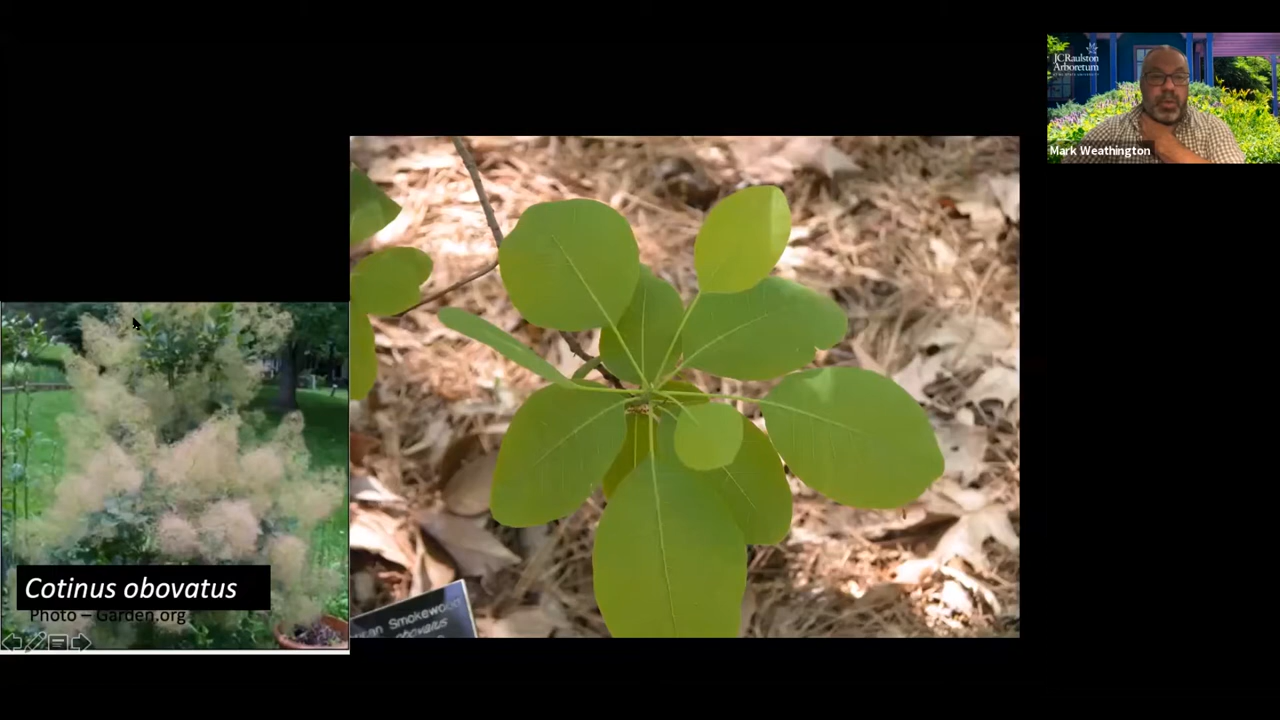 JC Raulston
Arboretum
Mark Weathington
Cotinus obovatus
Photo – Garden.org
Smokewood
obovatus